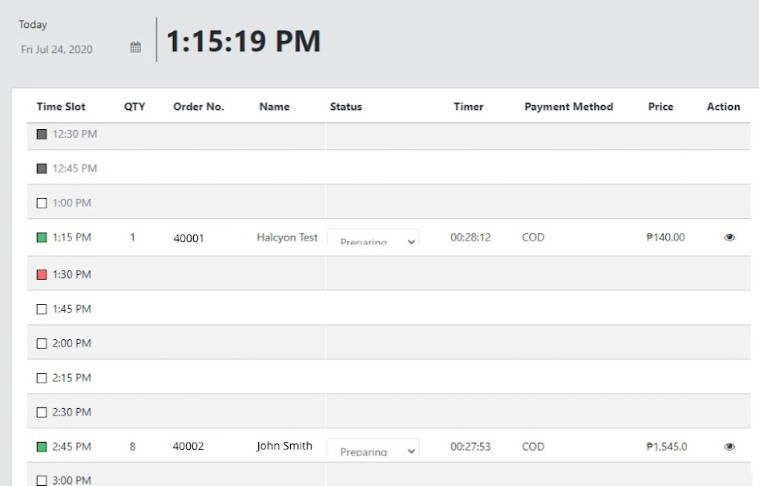 Today
Fri Jul 24, 2020
1:15:19 PM
Time Slot QTY Order No. Name Status Timer Payment Method Price Action
12:30 PM
12:45 PM
1:00 PM
1:15 PM 1 40001 Halcyon Test Preparing 00:28:12 COD ₱140.00
1:30 PM
1:45 PM
2:00 PM
2:15 PM
2:30 PM
2:45 PM 8 40002 John Smith Preparing 00:27:53 COD ₱1,545.0
3:00 PM